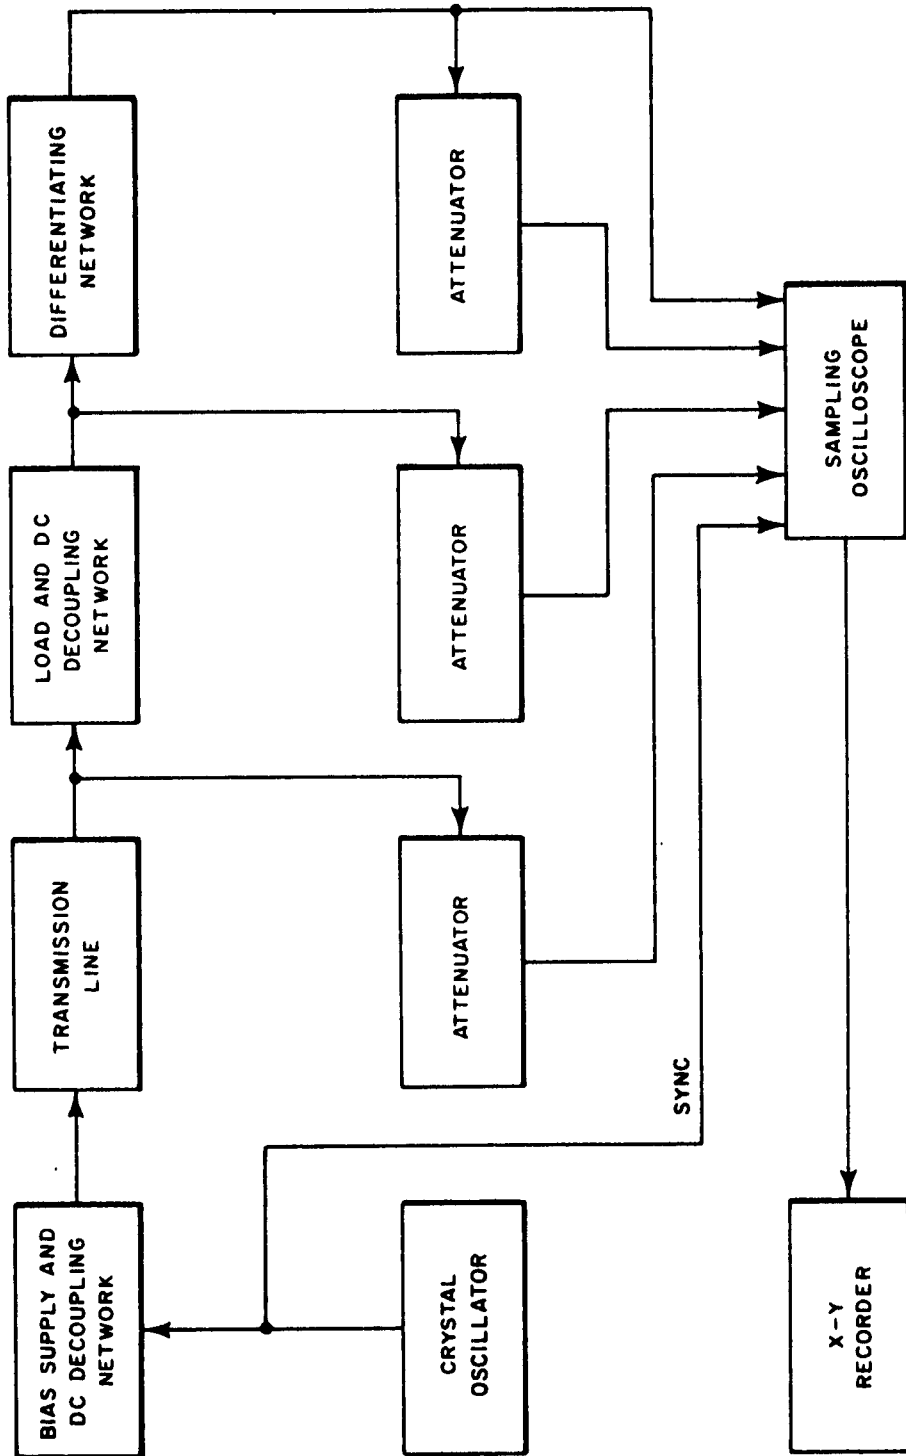 BIAS SUPPLY AND
DC DECOUPLING
NETWORK
TRANSMISSION
LINE
LOAD AND DC
DECOUPLING
NETWORK
DIFFERENTIATING
NETWORK
CRYSTAL
OSCILLATOR
ATTENUATOR
ATTENUATOR
ATTENUATOR
SYNC
X-Y
RECORDER
SAMPLING
OSCILLOSCOPE